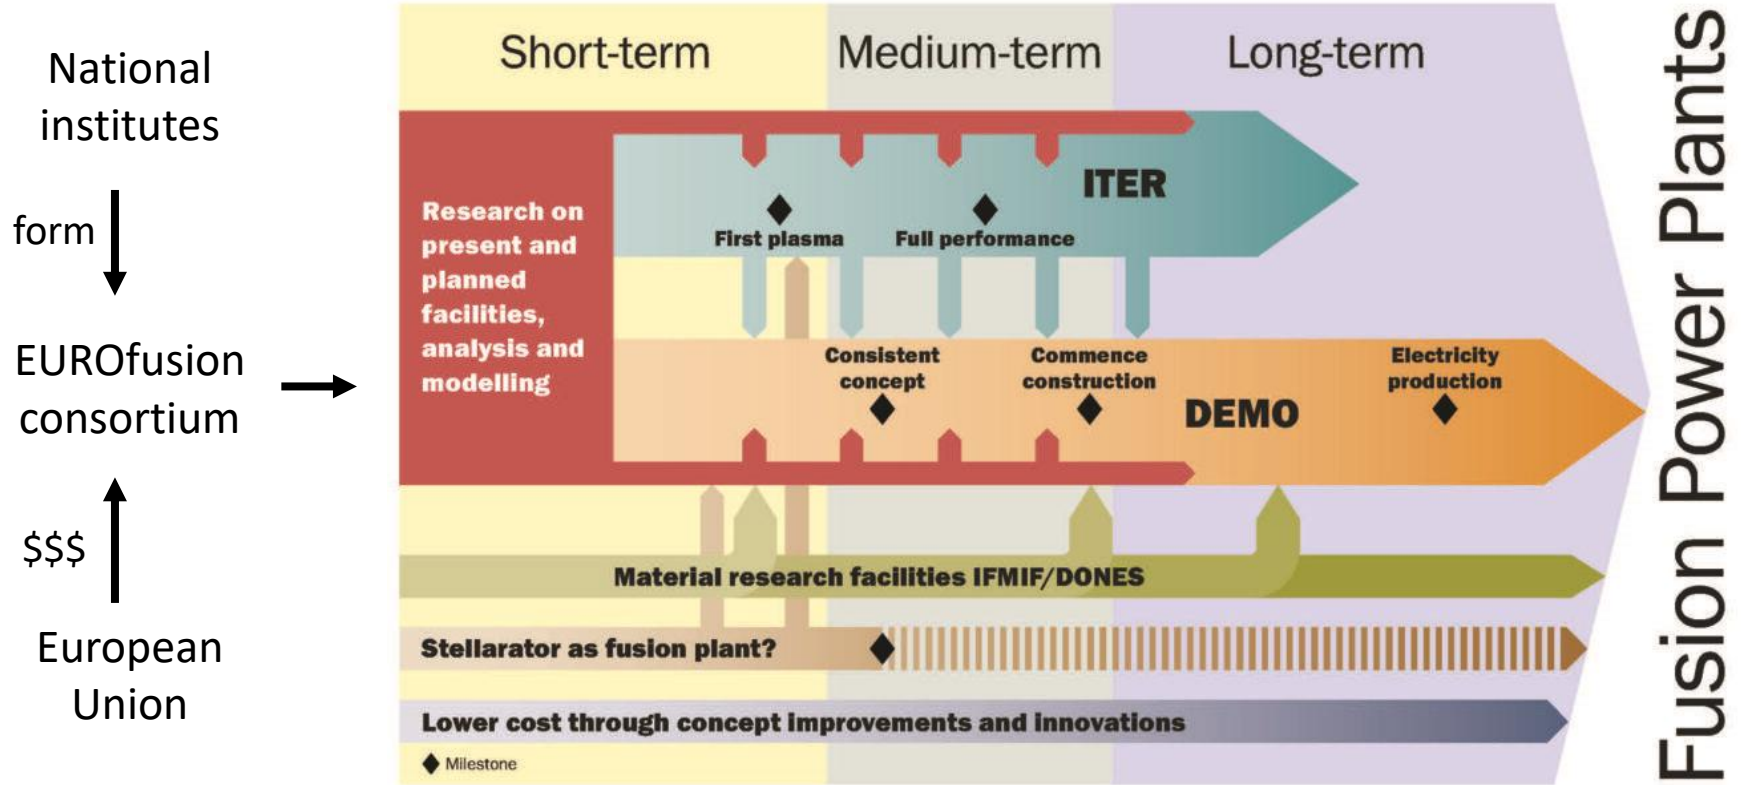 National
institutes
form
EUROfusion
consortium
$$$
European
Union
Short-term
Medium-term
Long-term
Research on
present and
planned
facilities,
analysis and
modelling
ITER
First plasma
Full performance
Consistent
concept
Commence
construction
Electricity
production
DEMO
Material research facilities IFMIF/DONES
Stellarator as fusion plant?
Lower cost through concept improvements and innovations
Milestone
Fusion Power Plants